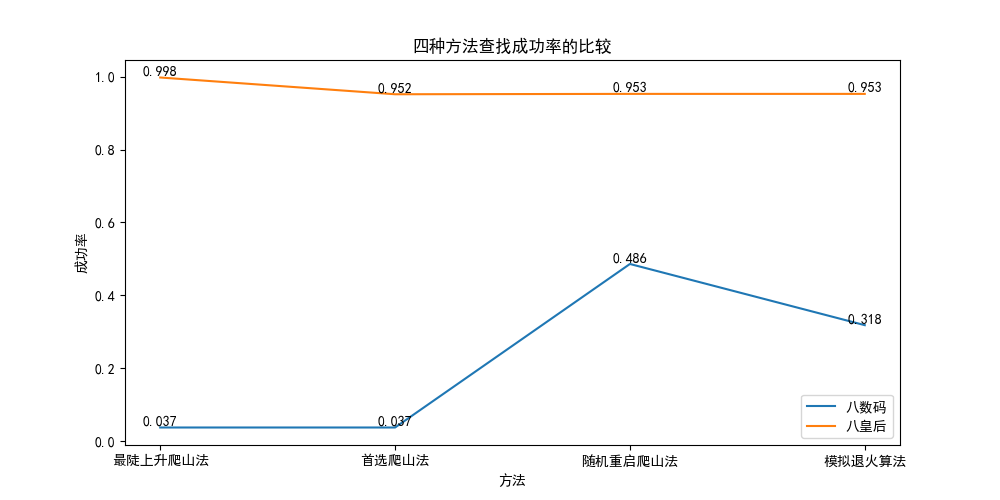 四种方法查找成功率的比较
0.998
0.952
0.953
0.953
1.0
0.8
0.6
0.4
0.2
0.0
成功率
0.486
0.318
0.037
0.037
八数码
八皇后
最陡上升爬山法
首选爬山法
随机重启爬山法
模拟退火算法
方法